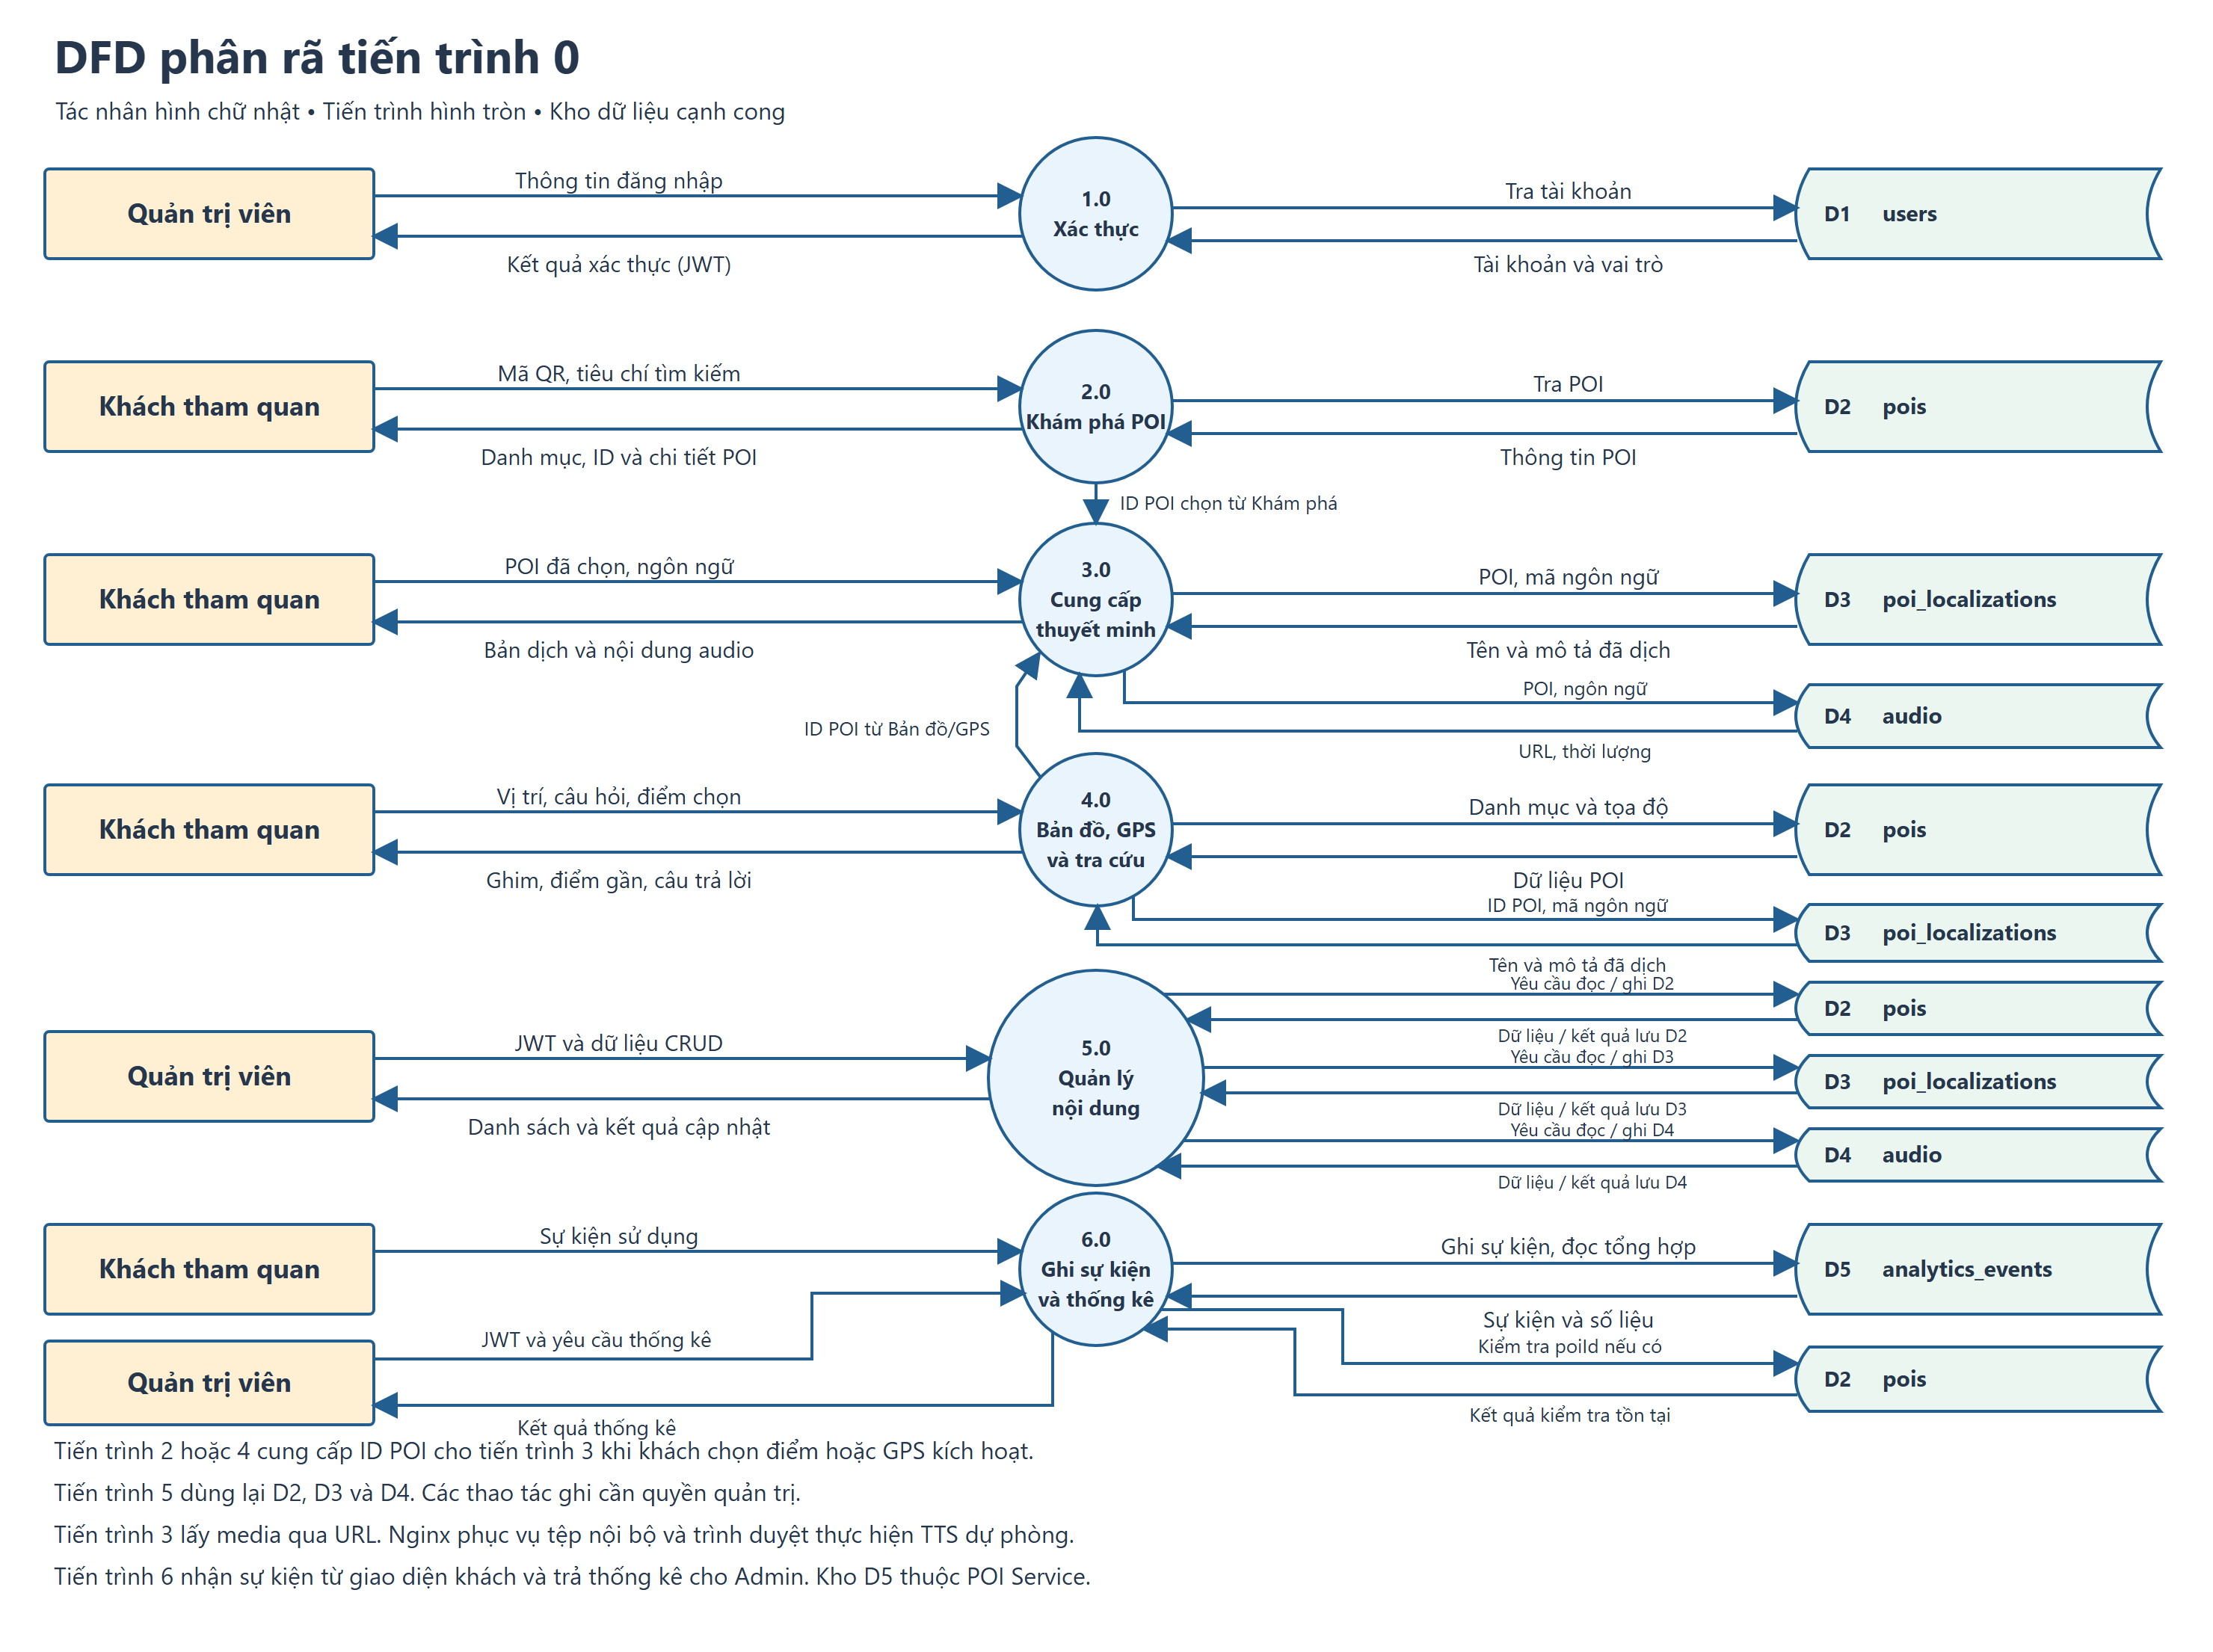 DFD phân rã tiến trình 0
Tác nhân hình chữ nhật • Tiến trình hình tròn • Kho dữ liệu cạnh cong
Quản trị viên
Thông tin đăng nhập
Kết quả xác thực (JWT)
1.0
Xác thực
Tra tài khoản
Tài khoản và vai trò
D1 users
Khách tham quan
Mã QR, tiêu chí tìm kiếm
Danh mục, ID và chi tiết POI
2.0
Khám phá POI
Tra POI
Thông tin POI
D2 pois
ID POI chọn từ Khám phá
Khách tham quan
POI đã chọn, ngôn ngữ
Bản dịch và nội dung audio
3.0
Cung cấp
thuyết minh
POI, mã ngôn ngữ
Tên và mô tả đã dịch
D3 poi_localizations
POI, ngôn ngữ
URL, thời lượng
D4 audio
ID POI từ Bản đồ/GPS
Khách tham quan
Vị trí, câu hỏi, điểm chọn
Ghim, điểm gần, câu trả lời
4.0
Bản đồ, GPS
và tra cứu
Danh mục và tọa độ
Dữ liệu POI
D2 pois
ID POI, mã ngôn ngữ
Tên và mô tả đã dịch
D3 poi_localizations
Quản trị viên
JWT và dữ liệu CRUD
Danh sách và kết quả cập nhật
5.0
Quản lý
nội dung
Yêu cầu đọc / ghi D2
Dữ liệu / kết quả lưu D2
D2 pois
Yêu cầu đọc / ghi D3
Dữ liệu / kết quả lưu D3
D3 poi_localizations
Yêu cầu đọc / ghi D4
Dữ liệu / kết quả lưu D4
D4 audio
Khách tham quan
Sự kiện sử dụng
6.0
Ghi sự kiện
và thống kê
Ghi sự kiện, đọc tổng hợp
Sự kiện và số liệu
D5 analytics_events
Quản trị viên
JWT và yêu cầu thống kê
Kết quả thống kê
Kiểm tra poiId nếu có
Kết quả kiểm tra tồn tại
D2 pois
Tiến trình 2 hoặc 4 cung cấp ID POI cho tiến trình 3 khi khách chọn điểm hoặc GPS kích hoạt.
Tiến trình 5 dùng lại D2, D3 và D4. Các thao tác ghi cần quyền quản trị.
Tiến trình 3 lấy media qua URL. Nginx phục vụ tệp nội bộ và trình duyệt thực hiện TTS dự phòng.
Tiến trình 6 nhận sự kiện từ giao diện khách và trả thống kê cho Admin. Kho D5 thuộc POI Service.